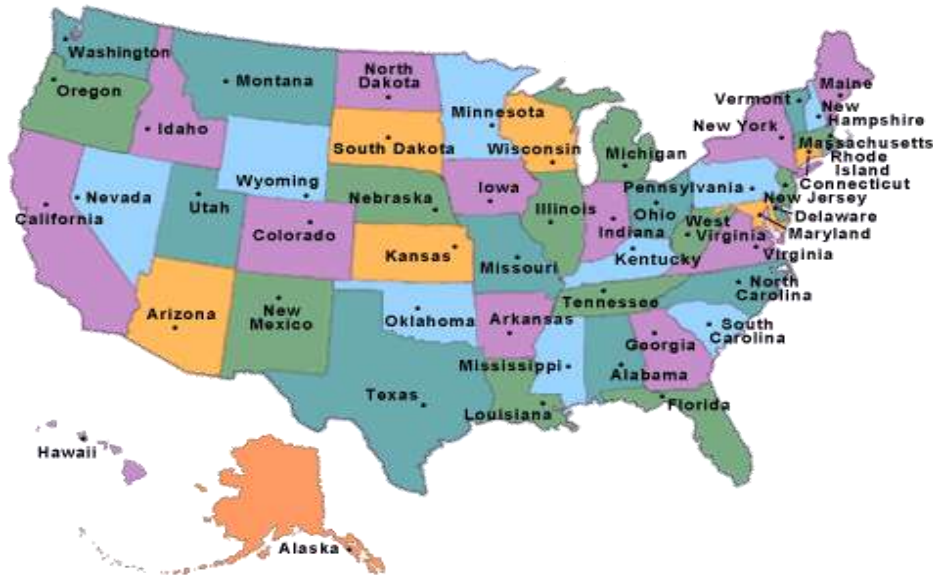 Washington
Montana
North
Dakota
Minnesota
Maine
Vermont
New
Hampshire
Oregon
Idaho
New York
Massachusetts
South Dakota
Wisconsin
Michigan
Rhode
Island
Wyoming
Iowa
Pennsylvania
Connecticut
Nevada
Utah
Nebraska
Illinois
Ohio
New Jersey
California
Colorado
Indiana
West
Virginia
Delaware
Maryland
Kansas
Missouri
Kentucky
Virginia
North
Carolina
Tennessee
Arizona
New
Mexico
Oklahoma
Arkansas
South
Carolina
Georgia
Mississippi
Alabama
Texas
Louisiana
Florida
Hawaii
Alaska